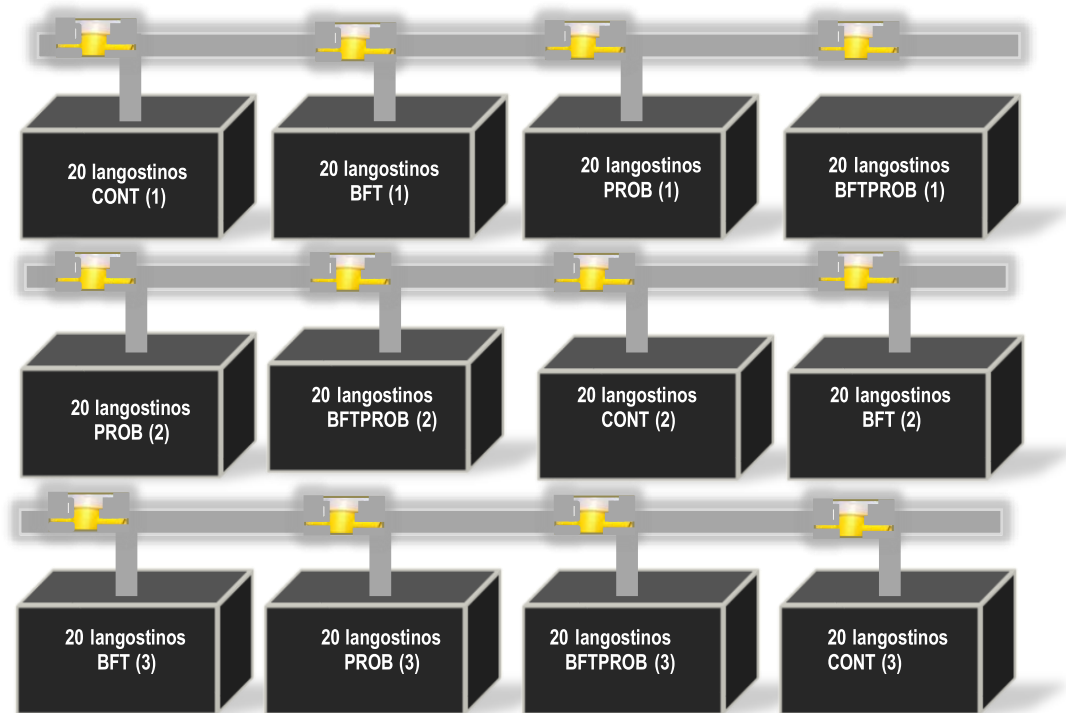 20 langostinos
CONT (1)
20 langostinos
BFT (1)
20 langostinos
PROB (1)
20 langostinos
BFTPROB (1)
20 langostinos
PROB (2)
20 langostinos
BFTPROB (2)
20 langostinos
CONT (2)
20 langostinos
BFT (2)
20 langostinos
BFT (3)
20 langostinos
PROB (3)
20 langostinos
BFTPROB (3)
20 langostinos
CONT (3)